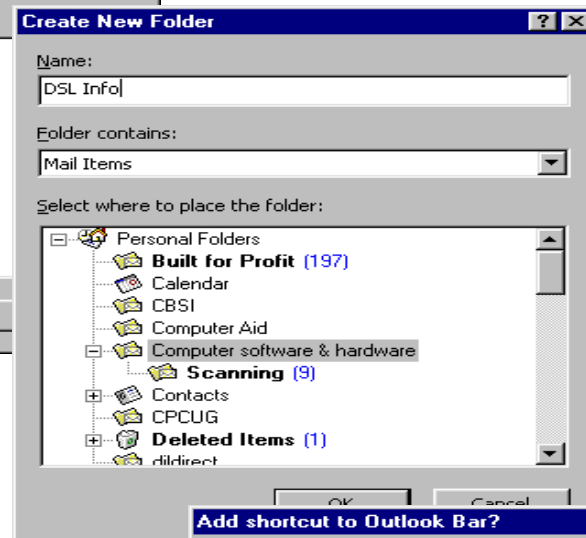 Create New Folder
Name:
DSL Info
Folder contains:
Mail Items
Select where to place the folder:
Personal Folders
Built for Profit (197)
Calendar
CBSI
Computer Aid
Computer software & hardware
Scanning (9)
Contacts
CPCUG
Deleted Items (1)
dildirect
OK Cancel
Add shortcut to Outlook Bar?